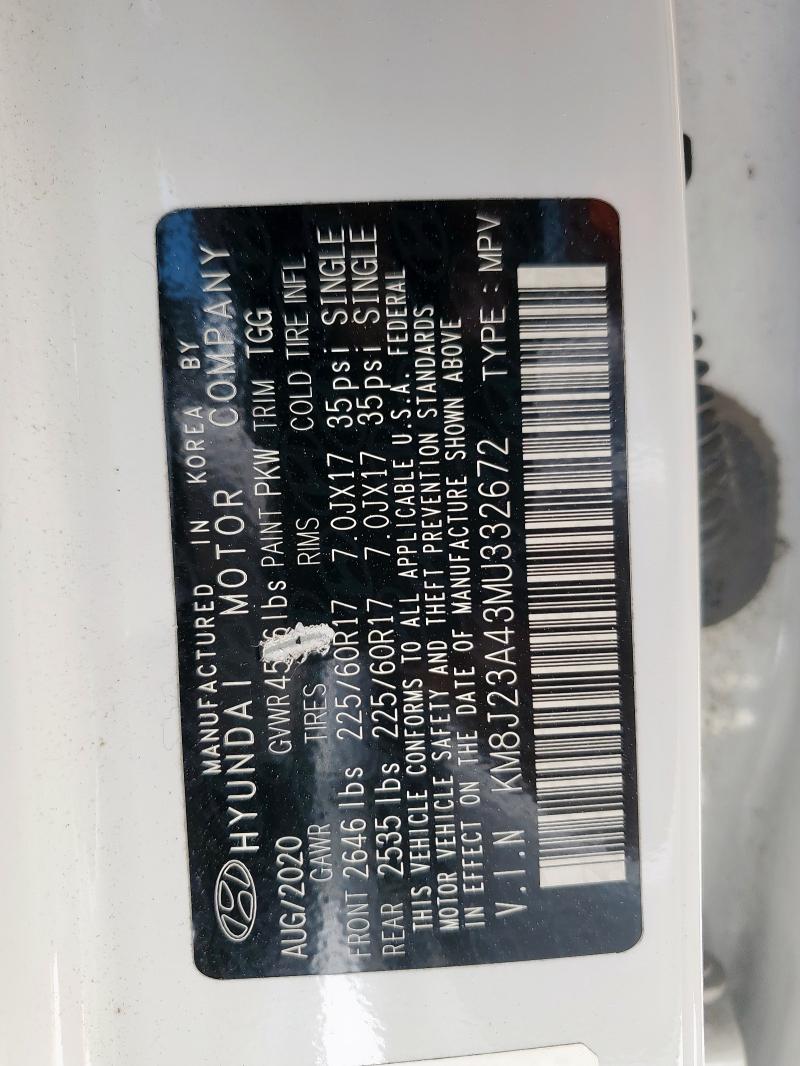 MANUFACTURED IN KOREA BY
HYUNDAI MOTOR COMPANY
AUG/2020 GVWR lbs PAINT PKW TRIM TGG
GAWR TIRES RIMS COLD TIRE INFL
FRONT 2646 lbs 225/60R17 7.0JX17 35psi SINGLE
REAR 2535 lbs 225/60R17 7.0JX17 35psi SINGLE
THIS VEHICLE CONFORMS TO ALL APPLICABLE U.S.A. FEDERAL
MOTOR VEHICLE SAFETY AND THEFT PREVENTION STANDARDS
IN EFFECT ON THE DATE OF MANUFACTURE SHOWN ABOVE
V.I.N KM8J23A43MU332672 TYPE : MPV